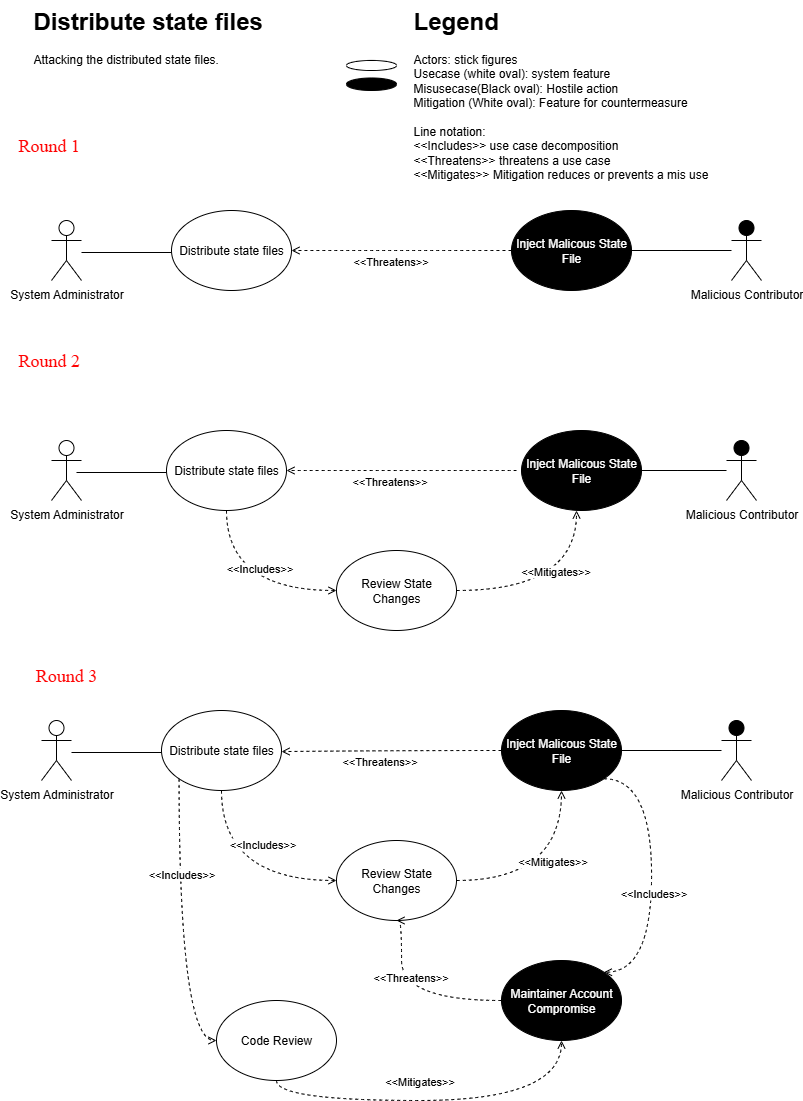 Distribute state files
Legend
Attacking the distributed state files.
Actors: stick figures
Usecase (white oval): system feature
Misusecase(Black oval): Hostile action
Mitigation (White oval): Feature for countermeasure
Line notation:
<<Includes>> use case decomposition
<<Threatens>> threatens a use case
<<Mitigates>> Mitigation reduces or prevents a mis use
Round 1
Distribute state files
Inject Malicous State
File
<<Threatens>>
System Administrator
Malicious Contributor
Round 2
Distribute state files
Inject Malicous State
File
<<Threatens>>
System Administrator
Malicious Contributor
<<Includes>>
Review State
Changes
<<Mitigates>>
Round 3
Distribute state files
Inject Malicous State
File
<<Threatens>>
System Administrator
Malicious Contributor
<<Includes>>
Review State
Changes
<<Mitigates>>
<<Includes>>
<<Includes>>
<<Threatens>>
Maintainer Account
Compromise
Code Review
<<Mitigates>>